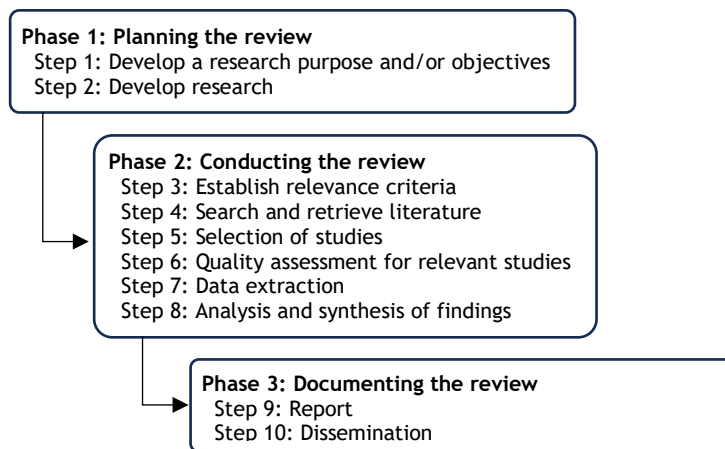 Phase 1: Planning the review
Step 1: Develop a research purpose and/or objectives
Step 2: Develop research
Phase 2: Conducting the review
Step 3: Establish relevance criteria
Step 4: Search and retrieve literature
Step 5: Selection of studies
Step 6: Quality assessment for relevant studies
Step 7: Data extraction
Step 8: Analysis and synthesis of findings
Phase 3: Documenting the review
Step 9: Report
Step 10: Dissemination